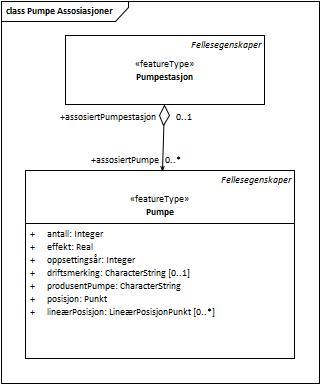 class Pumpe Assosiasjoner
Fellesegenskaper
«featureType»
Pumpestasjon
+assosiertPumpestasjon 0..1
+assosiertPumpe 0..*
Fellesegenskaper
«featureType»
Pumpe
+ antall: Integer
+ effekt: Real
+ oppsettingsår: Integer
+ driftsmerking: CharacterString [0..1]
+ produsentPumpe: CharacterString
+ posisjon: Punkt
+ lineærPosisjon: LineærPosisjonPunkt [0..*]